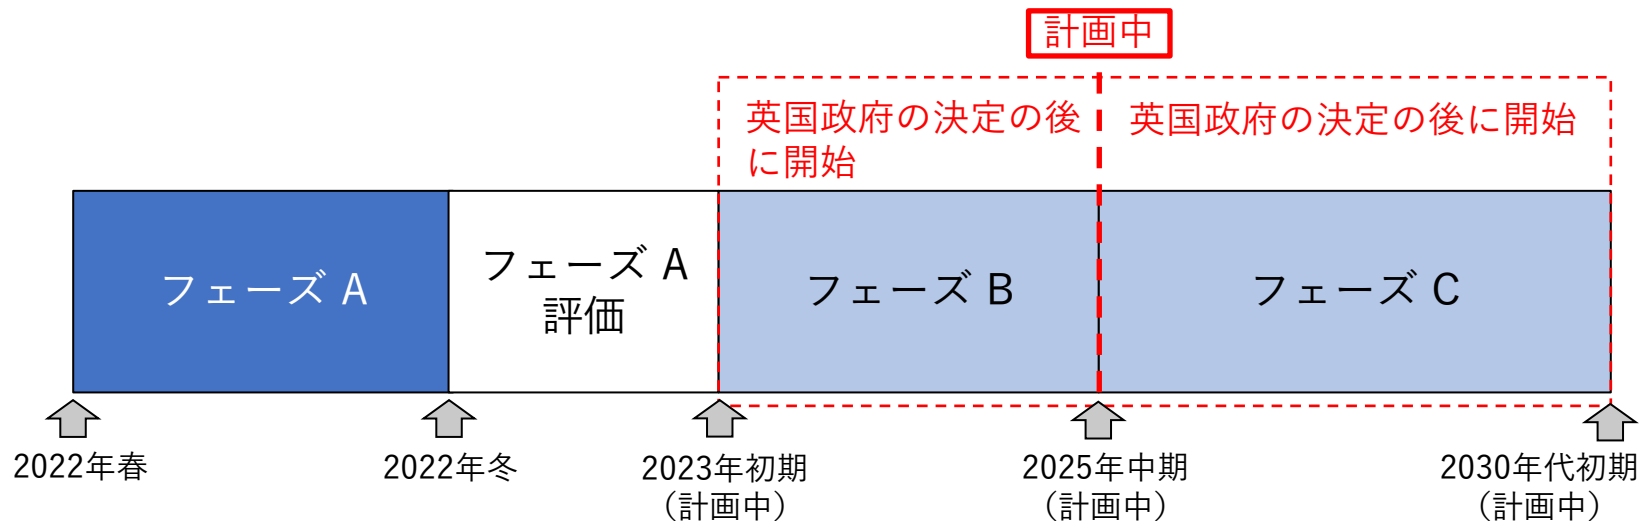 計画中
英国政府の決定の後
に開始
英国政府の決定の後に開始
フェーズ A
フェーズ A
評価
フェーズ B
フェーズ C
2022年春
2022年冬
2023年初期
（計画中）
2025年中期
（計画中）
2030年代初期
（計画中）